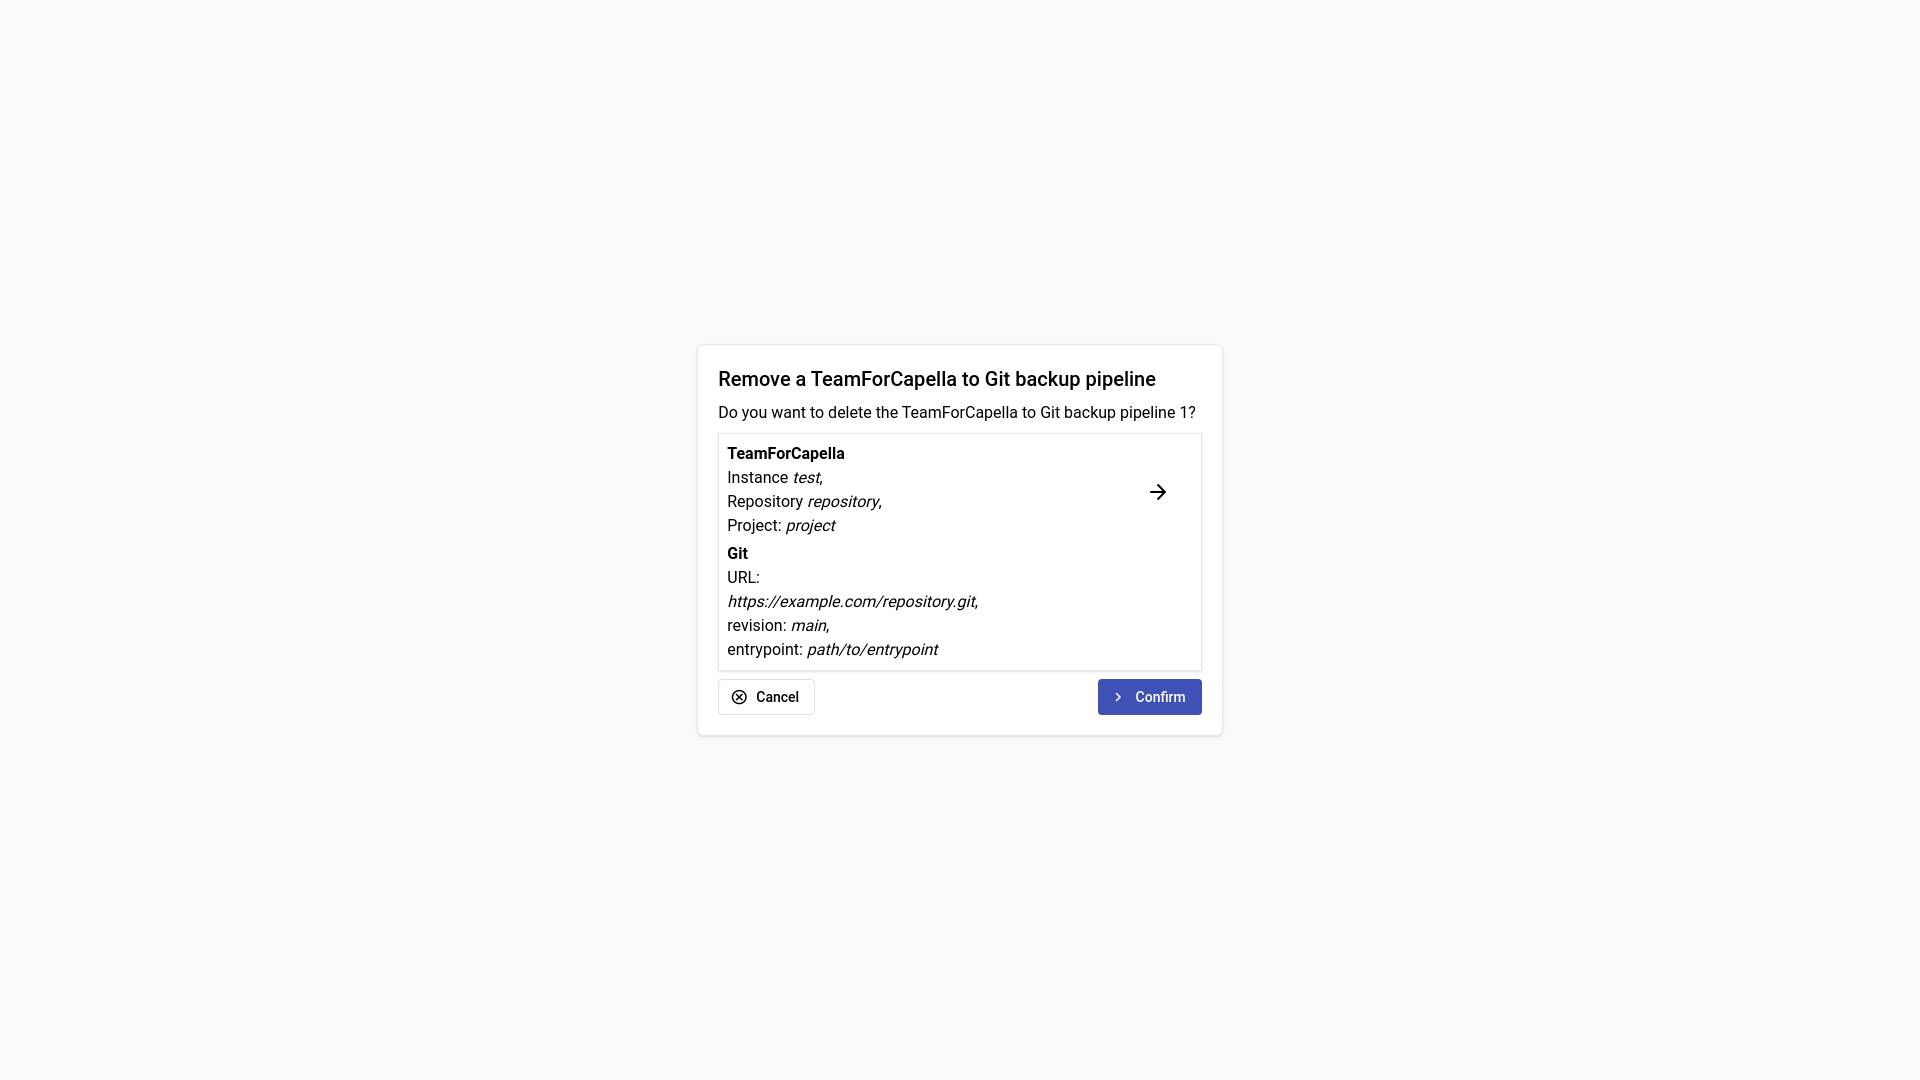 Remove a TeamForCapella to Git backup pipeline
Do you want to delete the TeamForCapella to Git backup pipeline 1?
TeamForCapella
Instance test,
Repository repository,
Project: project
Git
URL:
https://example.com/repository.git,
revision: main,
entrypoint: path/to/entrypoint
Cancel
Confirm